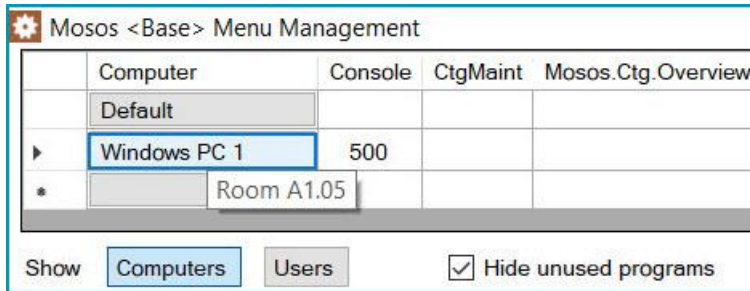 Mosos <Base> Menu Management
Computer Console CtgMaint Mosos.Ctg.Overview
Default
Windows PC 1 500
Room A1.05
Show Computers Users Hide unused programs